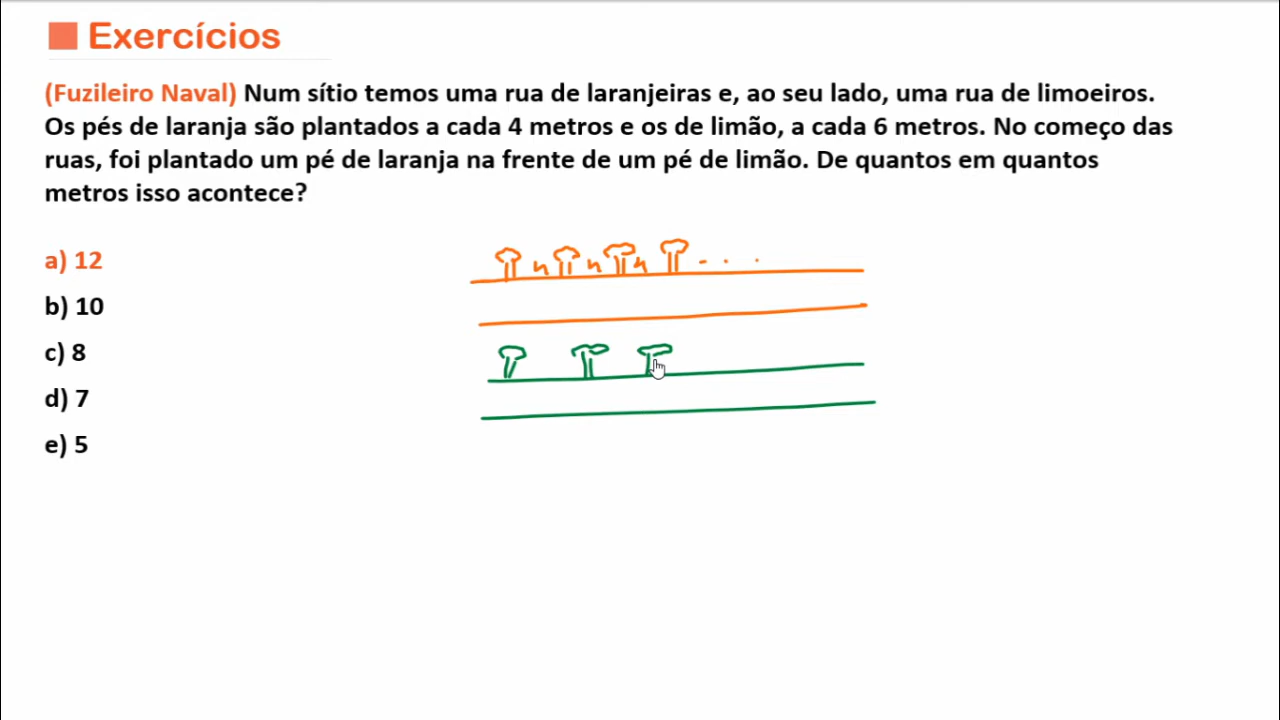 Exercícios
(Fuzileiro Naval) Num sítio temos uma rua de laranjeiras e, ao seu lado, uma rua de limoeiros.
Os pés de laranja são plantados a cada 4 metros e os de limão, a cada 6 metros. No começo das
ruas, foi plantado um pé de laranja na frente de um pé de limão. De quantos em quantos
metros isso acontece?
a) 12
b) 10
c) 8
d) 7
e) 5